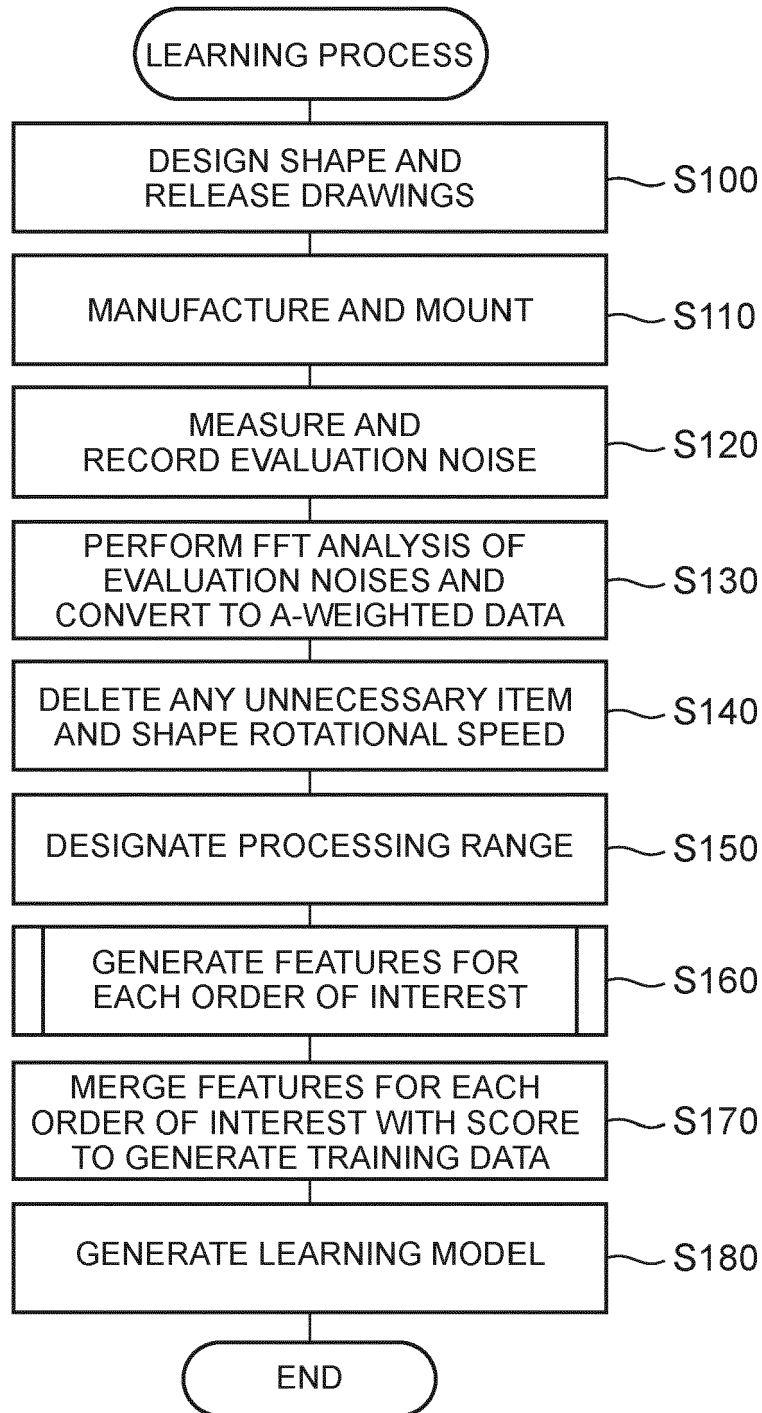 LEARNING PROCESS
DESIGN SHAPE AND
RELEASE DRAWINGS
S100
MANUFACTURE AND MOUNT
S110
MEASURE AND
RECORD EVALUATION NOISE
S120
PERFORM FFT ANALYSIS OF
EVALUATION NOISES AND
CONVERT TO A-WEIGHTED DATA
S130
DELETE ANY UNNECESSARY ITEM
AND SHAPE ROTATIONAL SPEED
S140
DESIGNATE PROCESSING RANGE
S150
GENERATE FEATURES FOR
EACH ORDER OF INTEREST
S160
MERGE FEATURES FOR EACH
ORDER OF INTEREST WITH SCORE
TO GENERATE TRAINING DATA
S170
GENERATE LEARNING MODEL
S180
END